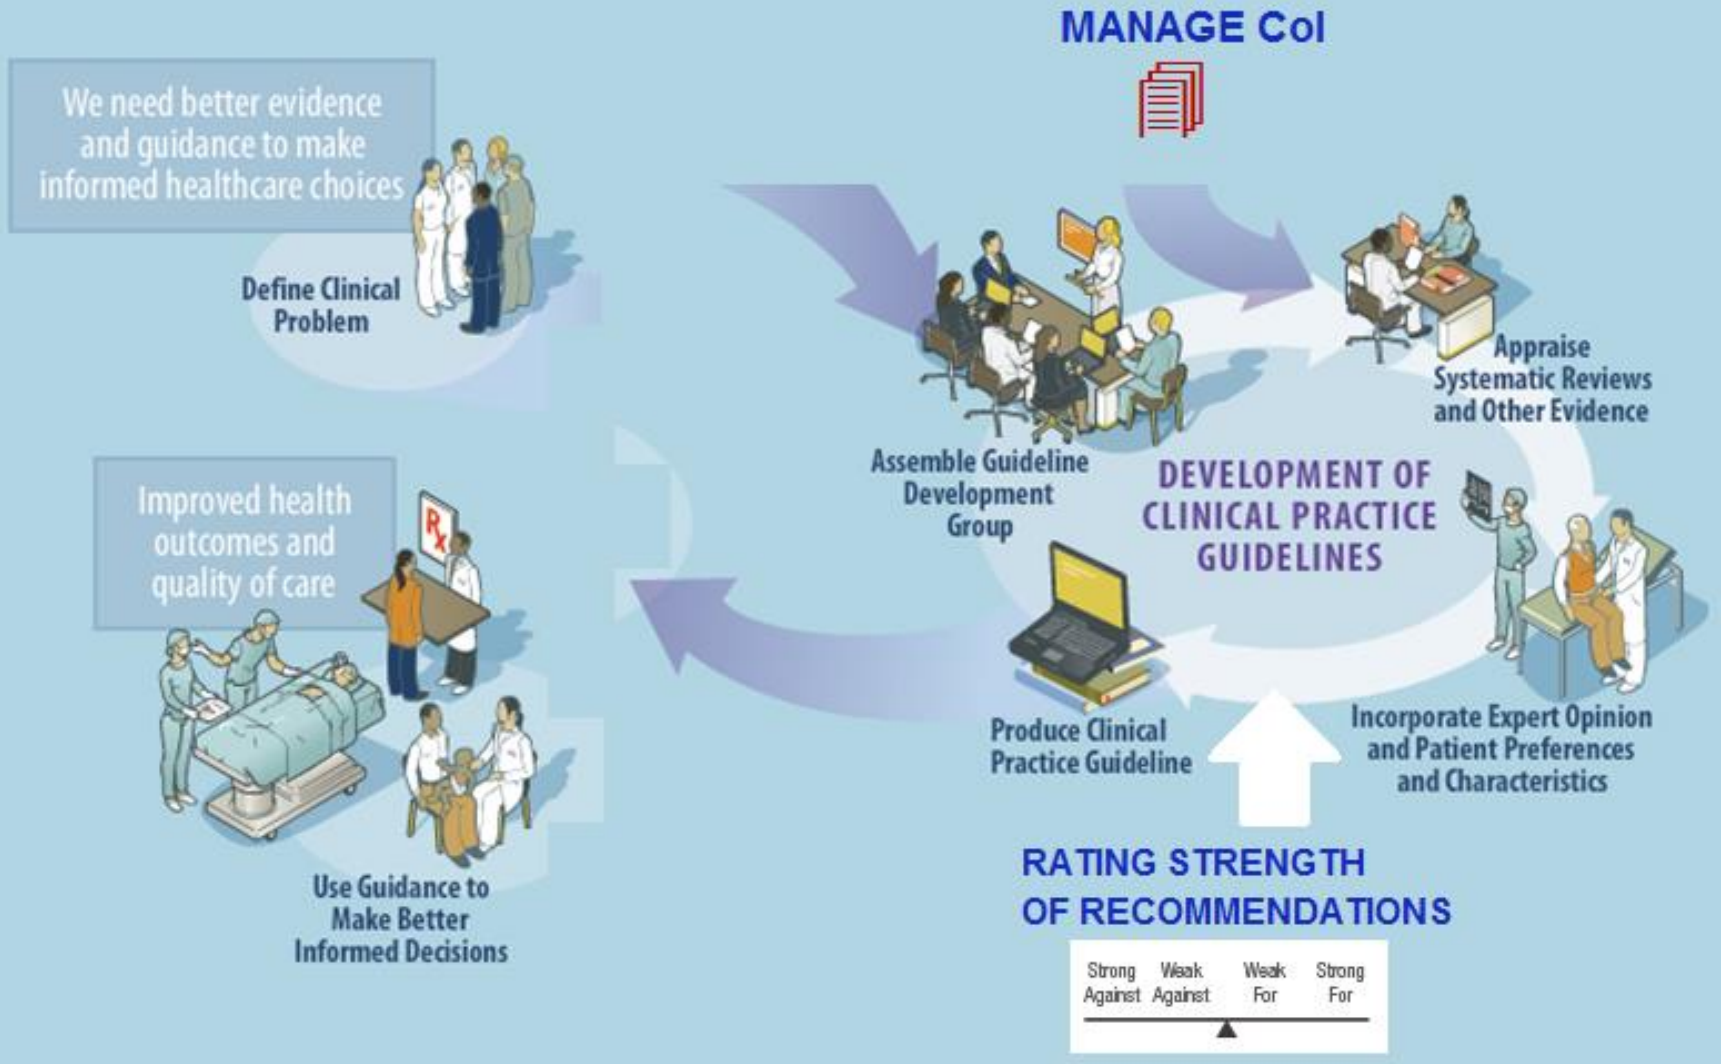 MANAGE CoI
We need better evidence
and guidance to make
informed healthcare choices
Define Clinical
Problem
Appraise
Systematic Reviews
and Other Evidence
Assemble Guideline
Development
Group
DEVELOPMENT OF
CLINICAL PRACTICE
GUIDELINES
Improved health
outcomes and
quality of care
Rx
Produce Clinical
Practice Guideline
Incorporate Expert Opinion
and Patient Preferences
and Characteristics
Use Guidance to
Make Better
Informed Decisions
RATING STRENGTH
OF RECOMMENDATIONS
Strong Weak Weak Strong
Against Against For For